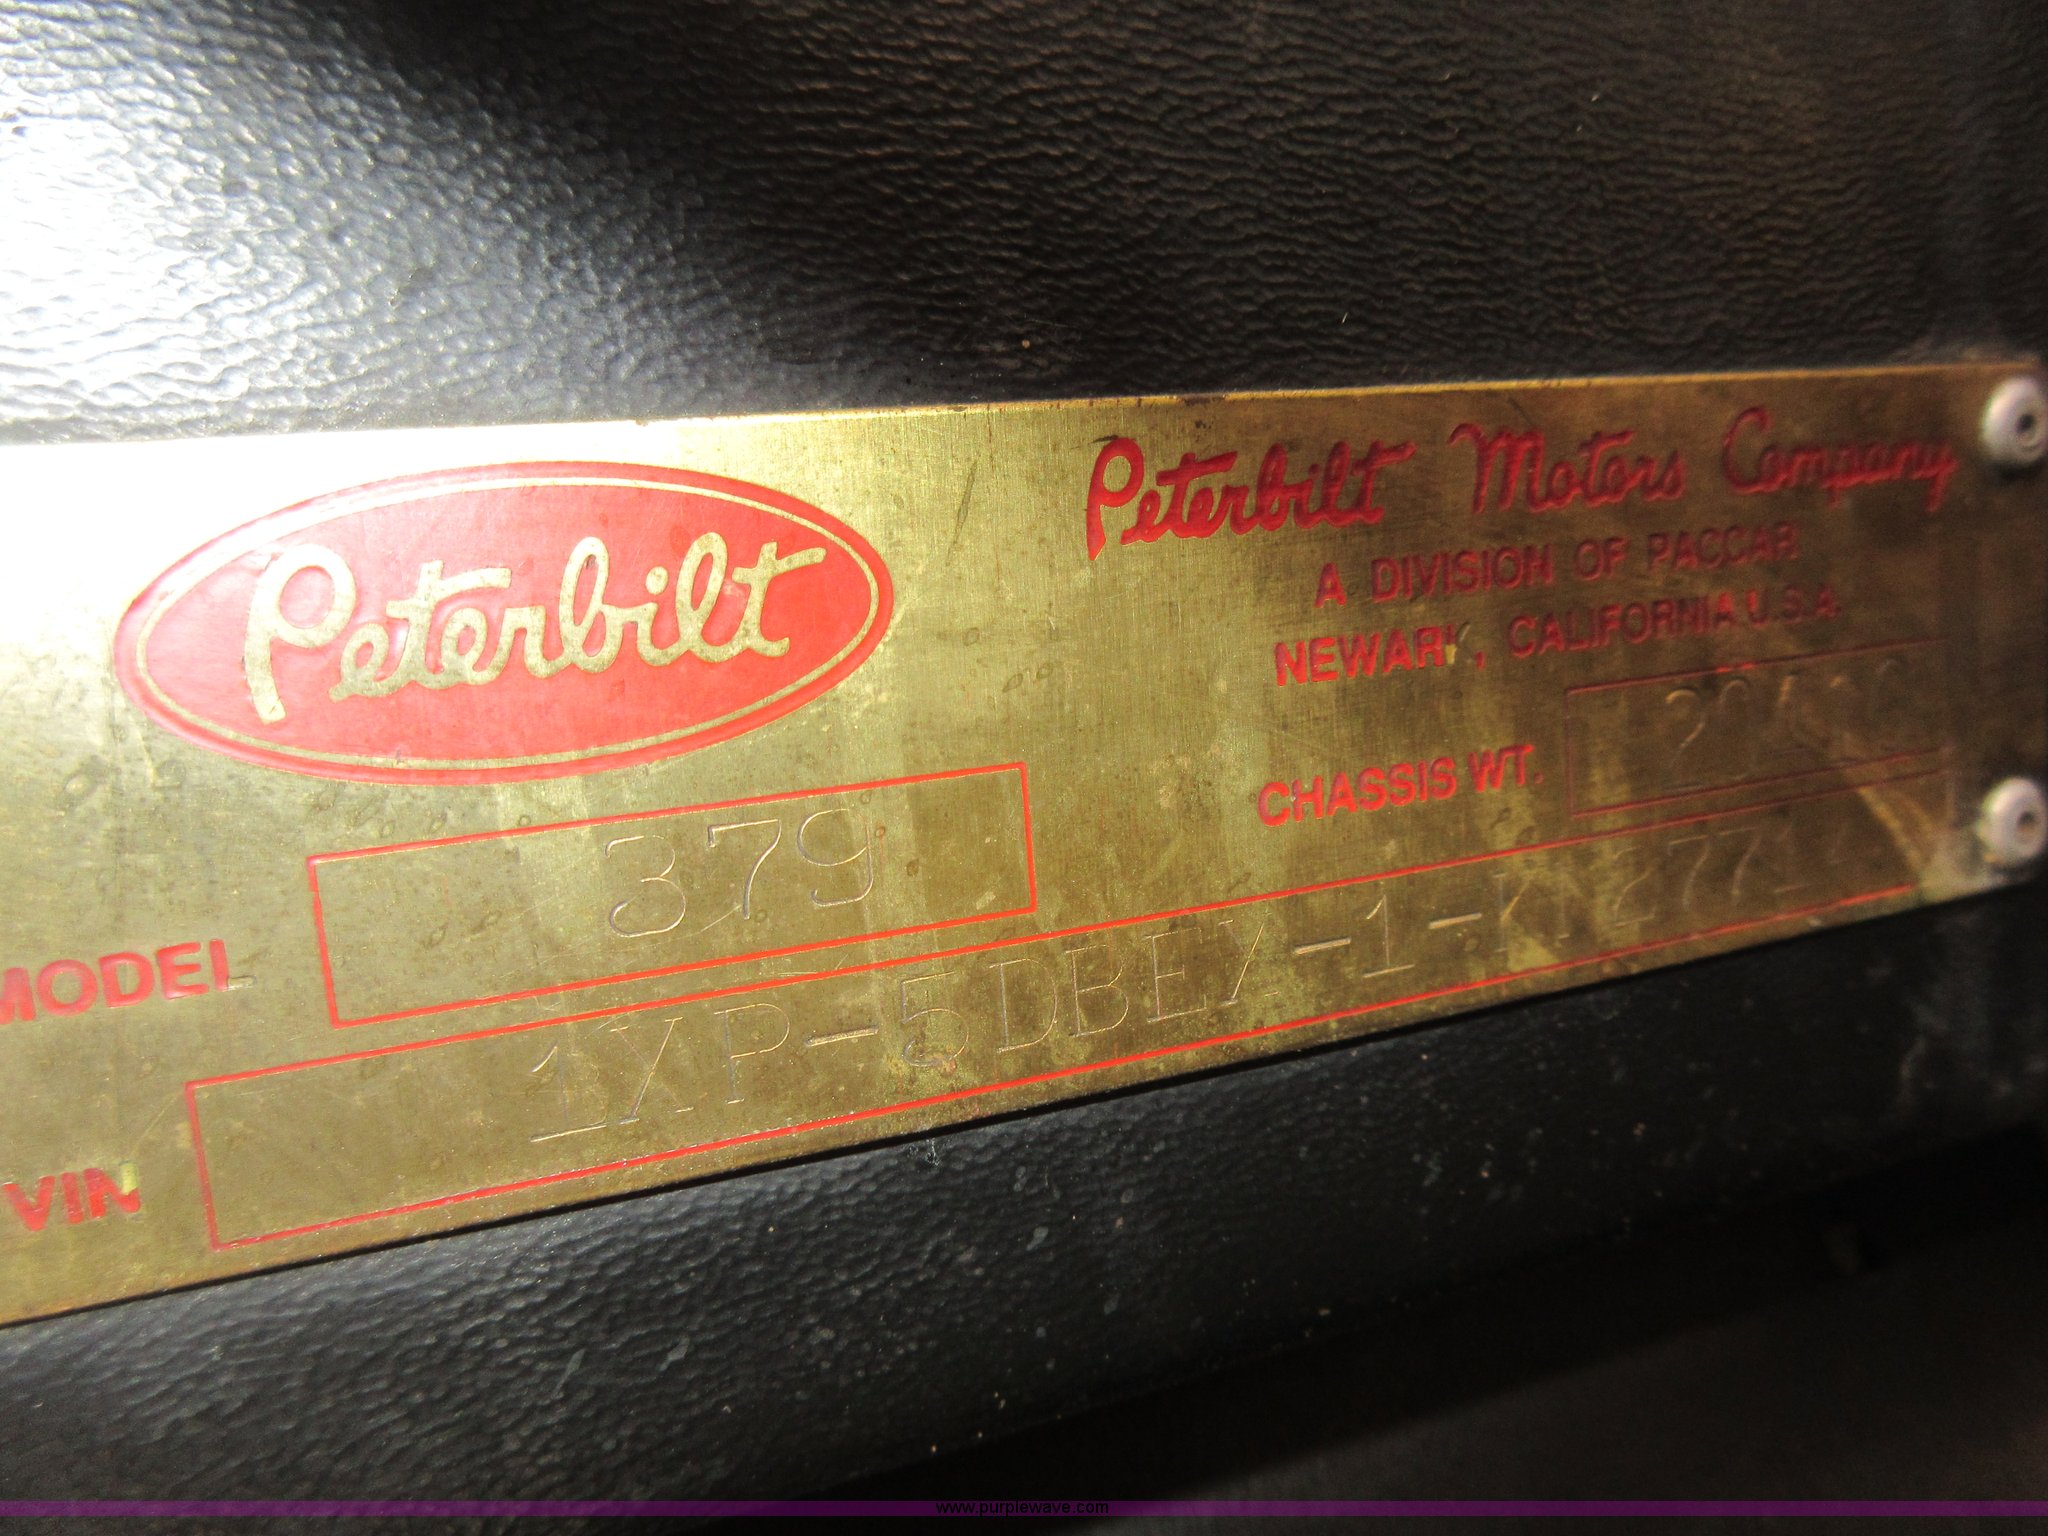 Peterbilt
Peterbilt Motors Company
A DIVISION OF PACCAR
NEWARK, CALIFORNIA U.S.A.
CHASSIS WT.
MODEL 379
VIN
www.purplewave.com